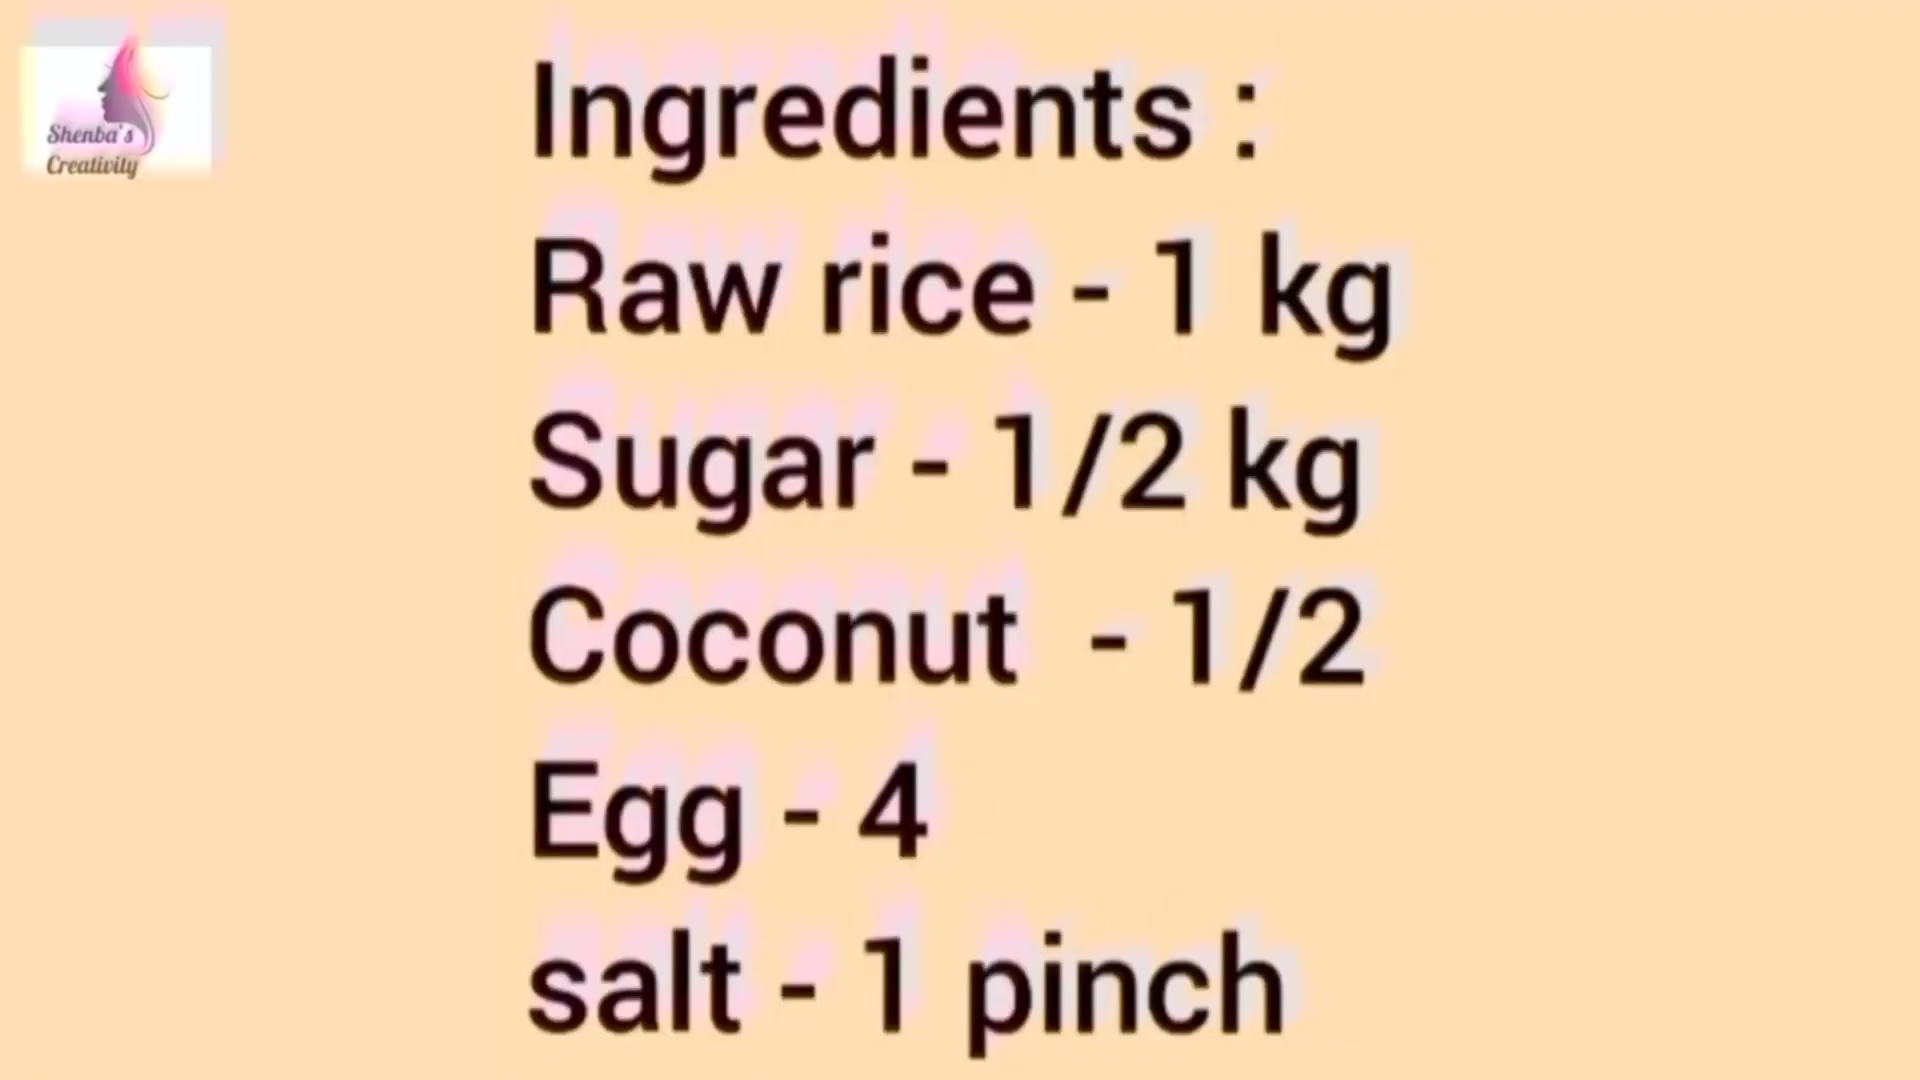 Shenba's
Creativity
Ingredients :
Raw rice - 1 kg
Sugar - 1/2 kg
Coconut - 1/2
Egg - 4
salt - 1 pinch